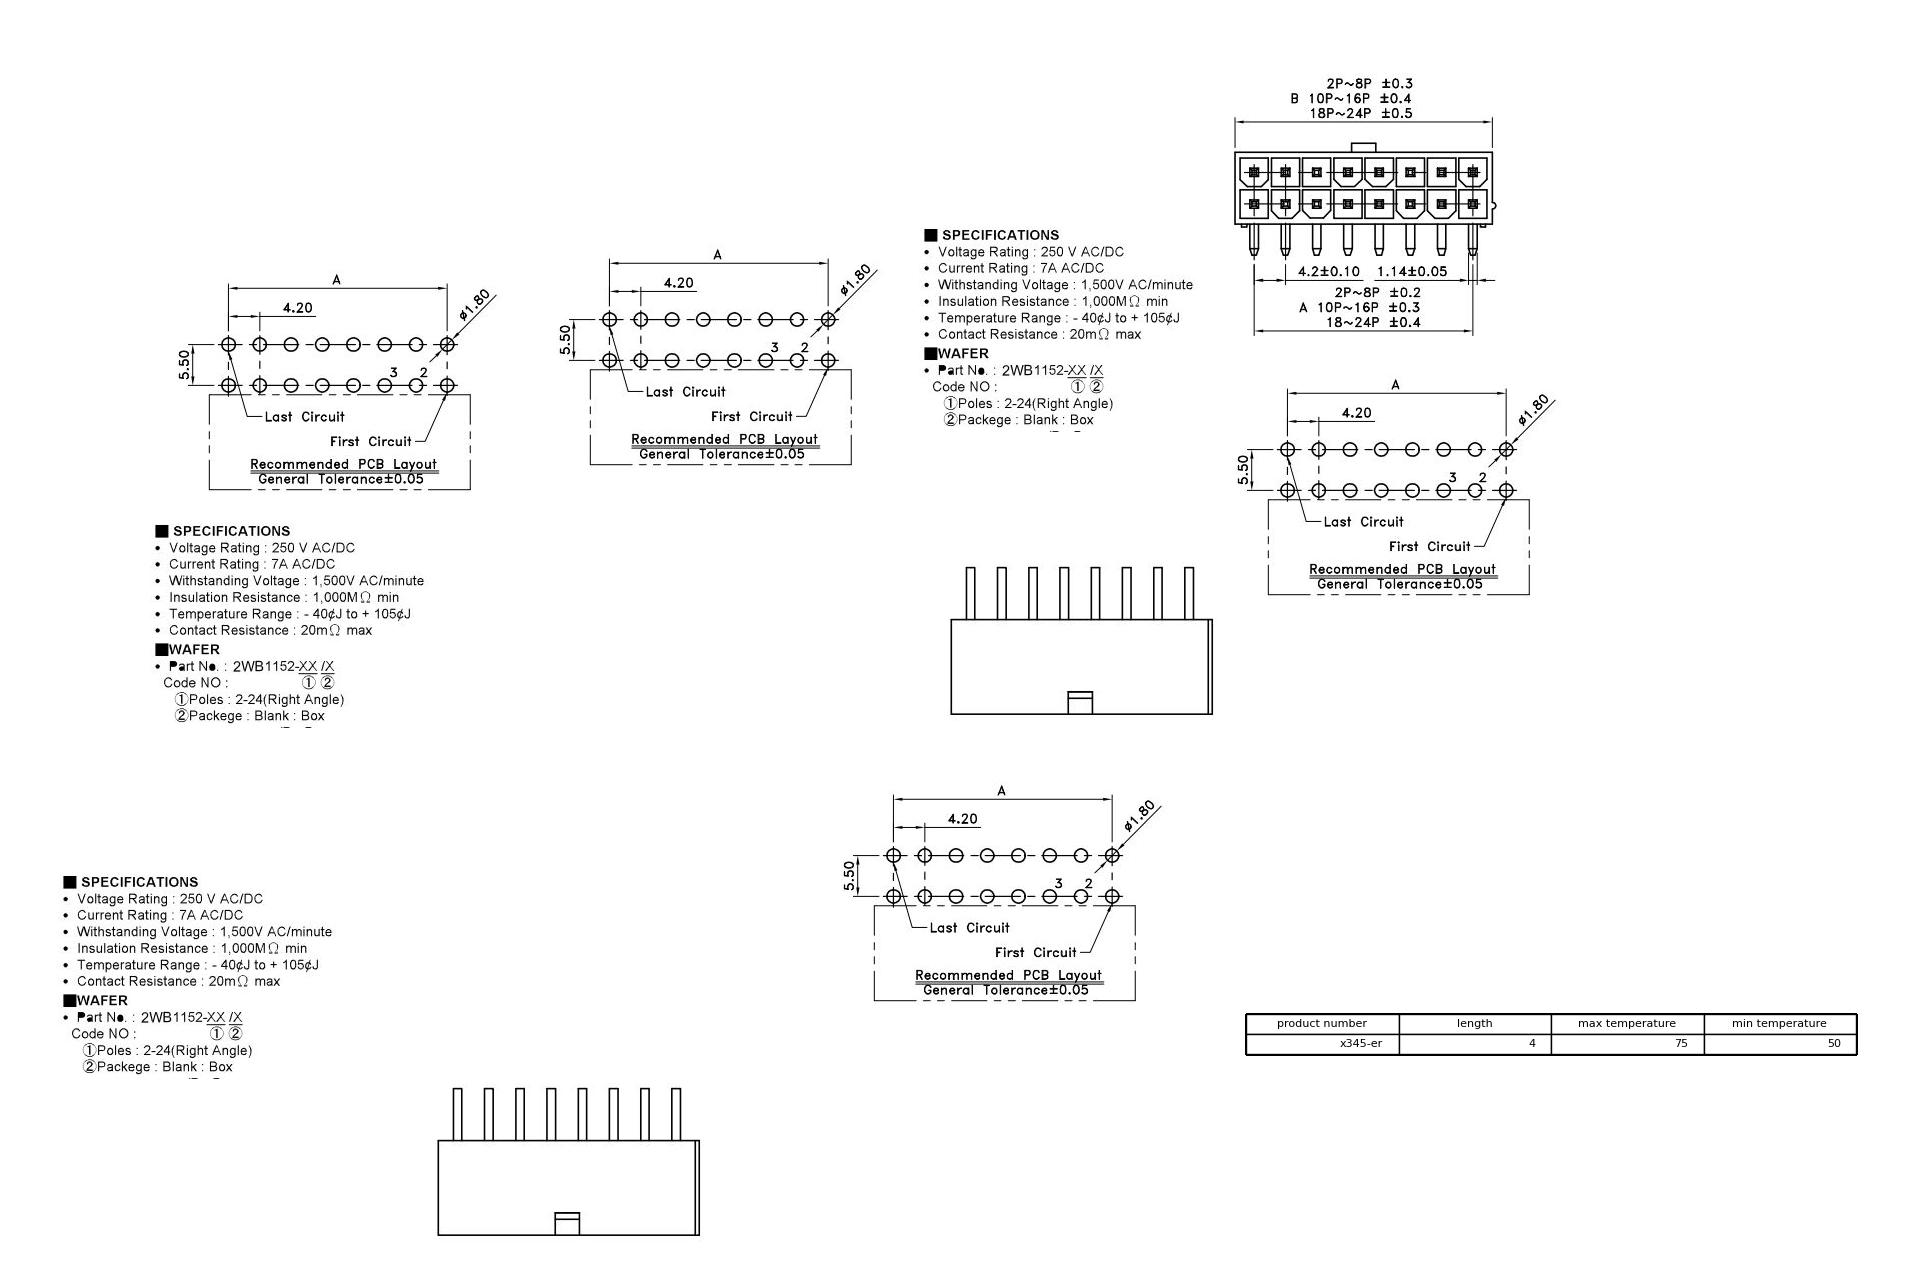 2P~8P ±0.3
B 10P~16P ±0.4
18P~24P ±0.5
4.2±0.10 1.14±0.05
2P~8P ±0.2
A 10P~16P ±0.3
18~24P ±0.4
A
4.20
ø1.80
5.50
3 2
Last Circuit
First Circuit
Recommended PCB Layout
General Tolerance±0.05
A
4.20
ø1.80
5.50
3 2
Last Circuit
First Circuit
Recommended PCB Layout
General Tolerance±0.05
■ SPECIFICATIONS
• Voltage Rating : 250 V AC/DC
• Current Rating : 7A AC/DC
• Withstanding Voltage : 1,500V AC/minute
• Insulation Resistance : 1,000MΩ min
• Temperature Range : - 40¢J to + 105¢J
• Contact Resistance : 20mΩ max
■WAFER
• Part No. : 2WB1152-XX /X
Code NO : ① ②
①Poles : 2-24(Right Angle)
②Packege : Blank : Box
A
4.20
ø1.80
5.50
3 2
Last Circuit
First Circuit
Recommended PCB Layout
General Tolerance±0.05
■ SPECIFICATIONS
• Voltage Rating : 250 V AC/DC
• Current Rating : 7A AC/DC
• Withstanding Voltage : 1,500V AC/minute
• Insulation Resistance : 1,000MΩ min
• Temperature Range : - 40¢J to + 105¢J
• Contact Resistance : 20mΩ max
■WAFER
• Part No. : 2WB1152-XX /X
Code NO : ① ②
①Poles : 2-24(Right Angle)
②Packege : Blank : Box
A
4.20
ø1.80
5.50
3 2
Last Circuit
First Circuit
Recommended PCB Layout
General Tolerance±0.05
■ SPECIFICATIONS
• Voltage Rating : 250 V AC/DC
• Current Rating : 7A AC/DC
• Withstanding Voltage : 1,500V AC/minute
• Insulation Resistance : 1,000MΩ min
• Temperature Range : - 40¢J to + 105¢J
• Contact Resistance : 20mΩ max
■WAFER
• Part No. : 2WB1152-XX /X
Code NO : ① ②
①Poles : 2-24(Right Angle)
②Packege : Blank : Box
product number length max temperature min temperature
x345-er 4 75 50